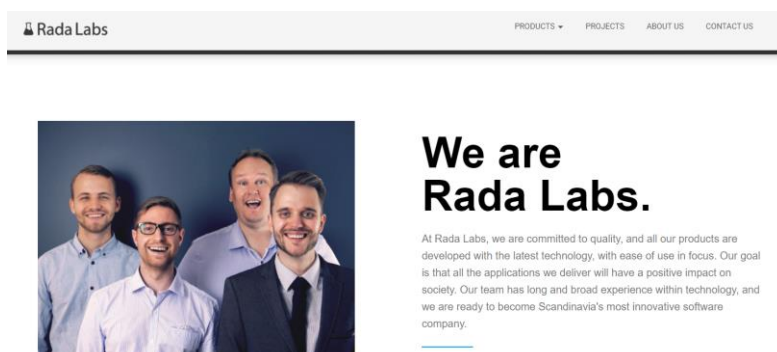 Rada Labs
PRODUCTS
PROJECTS
ABOUT US
CONTACT US
We are
Rada Labs.
At Rada Labs, we are committed to quality, and all our products are
developed with the latest technology, with ease of use in focus. Our goal
is that all the applications we deliver will have a positive impact on
society. Our team has long and broad experience within technology, and
we are ready to become Scandinavia's most innovative software
company.